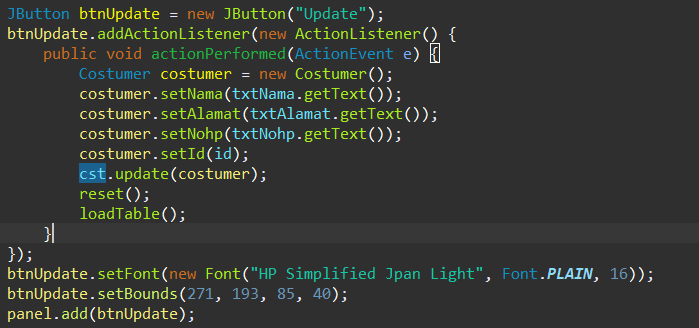 JButton btnUpdate = new JButton("Update");
btnUpdate.addActionListener(new ActionListener() {
    public void actionPerformed(ActionEvent e) {
        Costumer costumer = new Costumer();
        costumer.setNama(txtNama.getText());
        costumer.setAlamat(txtAlamat.getText());
        costumer.setNohp(txtNohp.getText());
        costumer.setId(id);
        cst.update(costumer);
        reset();
        loadTable();
    }
});
btnUpdate.setFont(new Font("HP Simplified Jpan Light", Font.PLAIN, 16));
btnUpdate.setBounds(271, 193, 85, 40);
panel.add(btnUpdate);